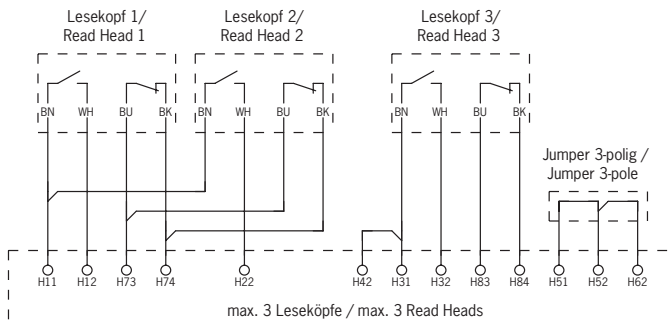 Lesekopf 1/
Read Head 1
Lesekopf 2/
Read Head 2
Lesekopf 3/
Read Head 3
BN WH BU BK BN WH BU BK BN WH BU BK
Jumper 3-polig /
Jumper 3-pole
H11 H12 H73 H74 H22 H42 H31 H32 H83 H84 H51 H52 H62
max. 3 Leseköpfe / max. 3 Read Heads